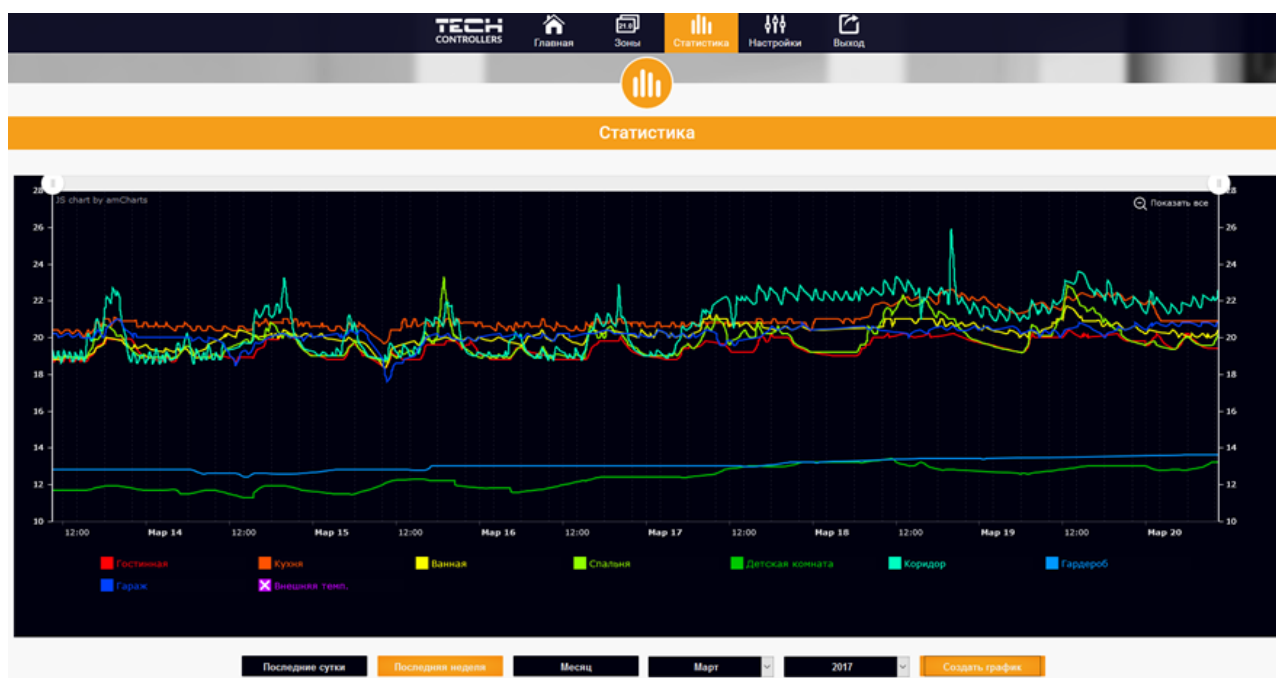 TECH
CONTROLLERS
Главная
21.0
Зоны
Статистика
Настройки
Выход
Статистика
JS chart by amCharts
Показать все
28 28
26 26
24 24
22 22
20 20
18 18
16 16
14 14
12 12
10 10
12:00 Мар 14 12:00 Мар 15 12:00 Мар 16 12:00 Мар 17 12:00 Мар 18 12:00 Мар 19 12:00 Мар 20
Гостинная Кухня Ванная Спальня Детская комната Коридор Гардероб
Гараж Внешняя темп.
Последние сутки Последняя неделя Месяц Март 2017 Создать график